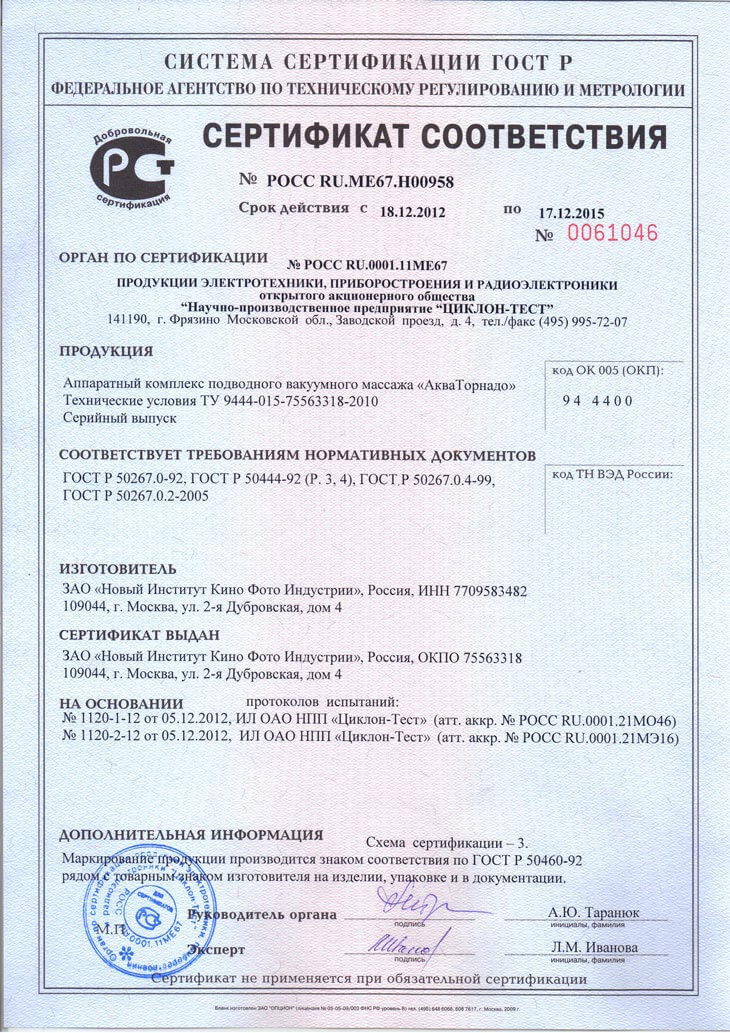 СИСТЕМА СЕРТИФИКАЦИИ ГОСТ Р
ФЕДЕРАЛЬНОЕ АГЕНТСТВО ПО ТЕХНИЧЕСКОМУ РЕГУЛИРОВАНИЮ И МЕТРОЛОГИИ
Добровольная
РСТ
сертификация
СЕРТИФИКАТ СООТВЕТСТВИЯ
№ РОСС RU.МЕ67.Н00958
Срок действия с 18.12.2012 по 17.12.2015
№ 0061046
ОРГАН ПО СЕРТИФИКАЦИИ № РОСС RU.0001.11МЕ67
ПРОДУКЦИИ ЭЛЕКТРОТЕХНИКИ, ПРИБОРОСТРОЕНИЯ И РАДИОЭЛЕКТРОНИКИ
открытого акционерного общества
“Научно-производственное предприятие “ЦИКЛОН-ТЕСТ”
141190, г. Фрязино Московской обл., Заводской проезд, д. 4, тел./факс (495) 995-72-07
ПРОДУКЦИЯ
код ОК 005 (ОКП):
Аппаратный комплекс подводного вакуумного массажа «АкваТорнадо»
Технические условия ТУ 9444-015-75563318-2010
94 4400
Серийный выпуск
СООТВЕТСТВУЕТ ТРЕБОВАНИЯМ НОРМАТИВНЫХ ДОКУМЕНТОВ
код ТН ВЭД России:
ГОСТ Р 50267.0-92, ГОСТ Р 50444-92 (Р. 3, 4), ГОСТ Р 50267.0.4-99,
ГОСТ Р 50267.0.2-2005
ИЗГОТОВИТЕЛЬ
ЗАО «Новый Институт Кино Фото Индустрии», Россия, ИНН 7709583482
109044, г. Москва, ул. 2-я Дубровская, дом 4
СЕРТИФИКАТ ВЫДАН
ЗАО «Новый Институт Кино Фото Индустрии», Россия, ОКПО 75563318
109044, г. Москва, ул. 2-я Дубровская, дом 4
НА ОСНОВАНИИ протоколов испытаний:
№ 1120-1-12 от 05.12.2012, ИЛ ОАО НПП «Циклон-Тест» (атт. аккр. № РОСС RU.0001.21МО46)
№ 1120-2-12 от 05.12.2012, ИЛ ОАО НПП «Циклон-Тест» (атт. аккр. № РОСС RU.0001.21МЭ16)
ДОПОЛНИТЕЛЬНАЯ ИНФОРМАЦИЯ Схема сертификации – 3.
Маркирование продукции производится знаком соответствия по ГОСТ Р 50460-92
рядом с товарным знаком изготовителя на изделии, упаковке и в документации.
Руководитель органа
А.Ю. Таранюк
подпись
инициалы, фамилия
М.П.
Эксперт
Л.М. Иванова
подпись
инициалы, фамилия
Сертификат не применяется при обязательной сертификации